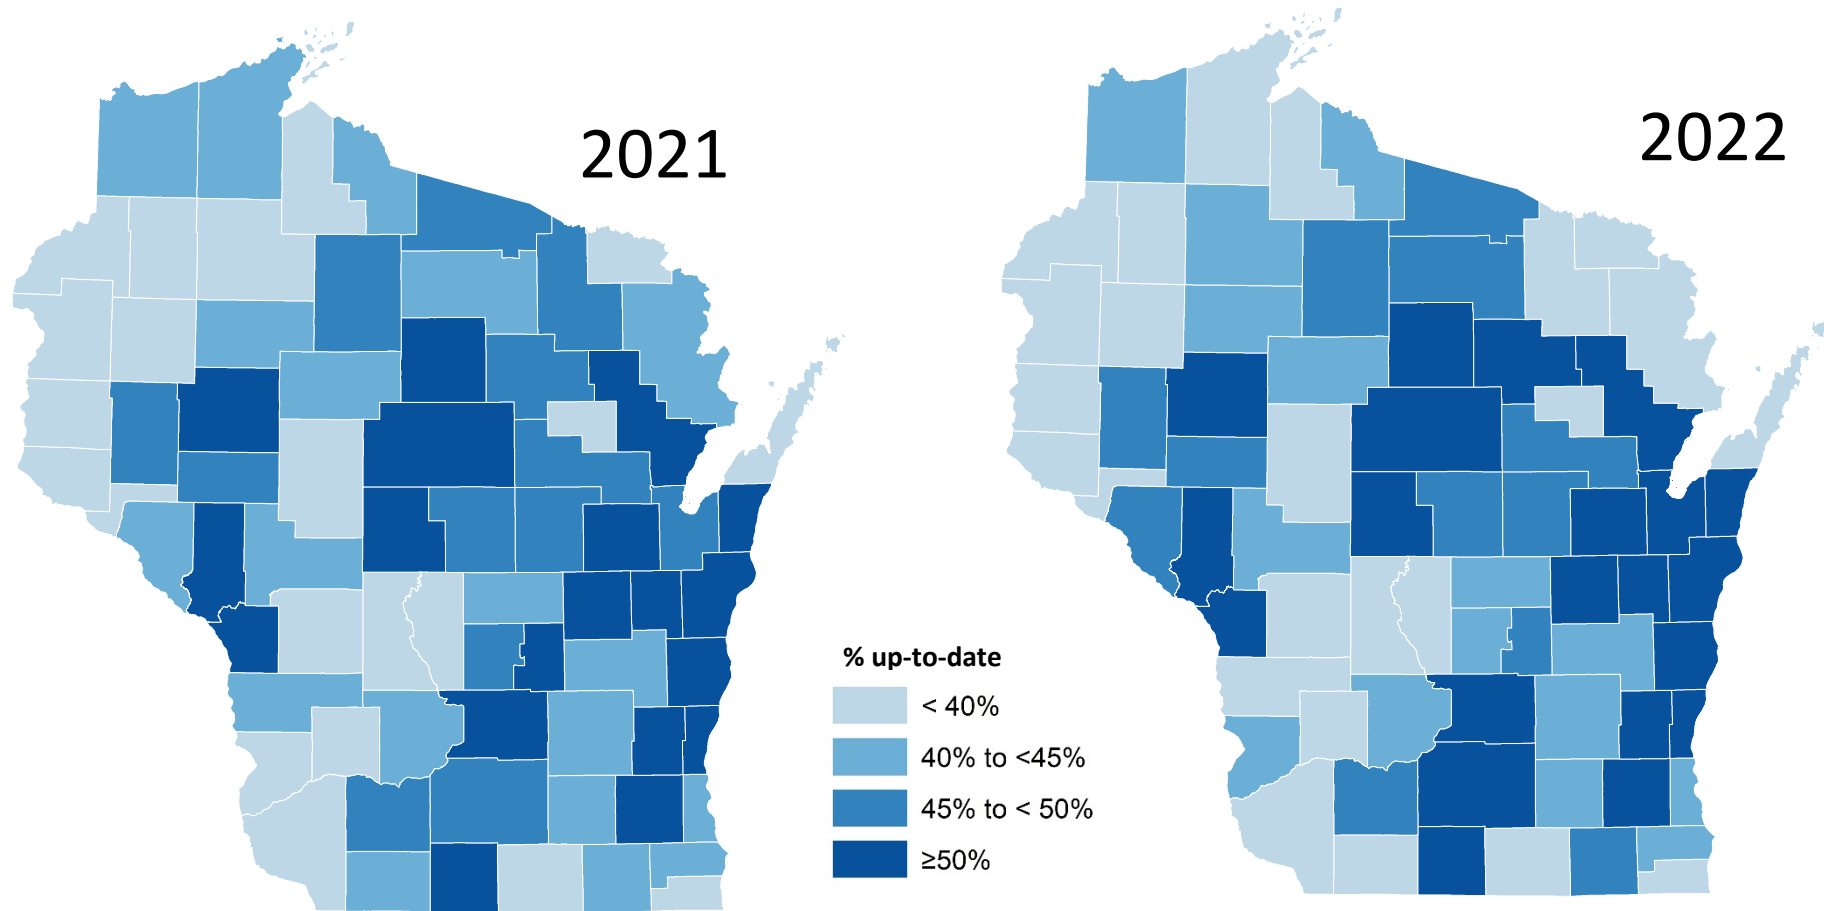 2021
2022
% up-to-date
< 40%
40% to <45%
45% to < 50%
≥50%